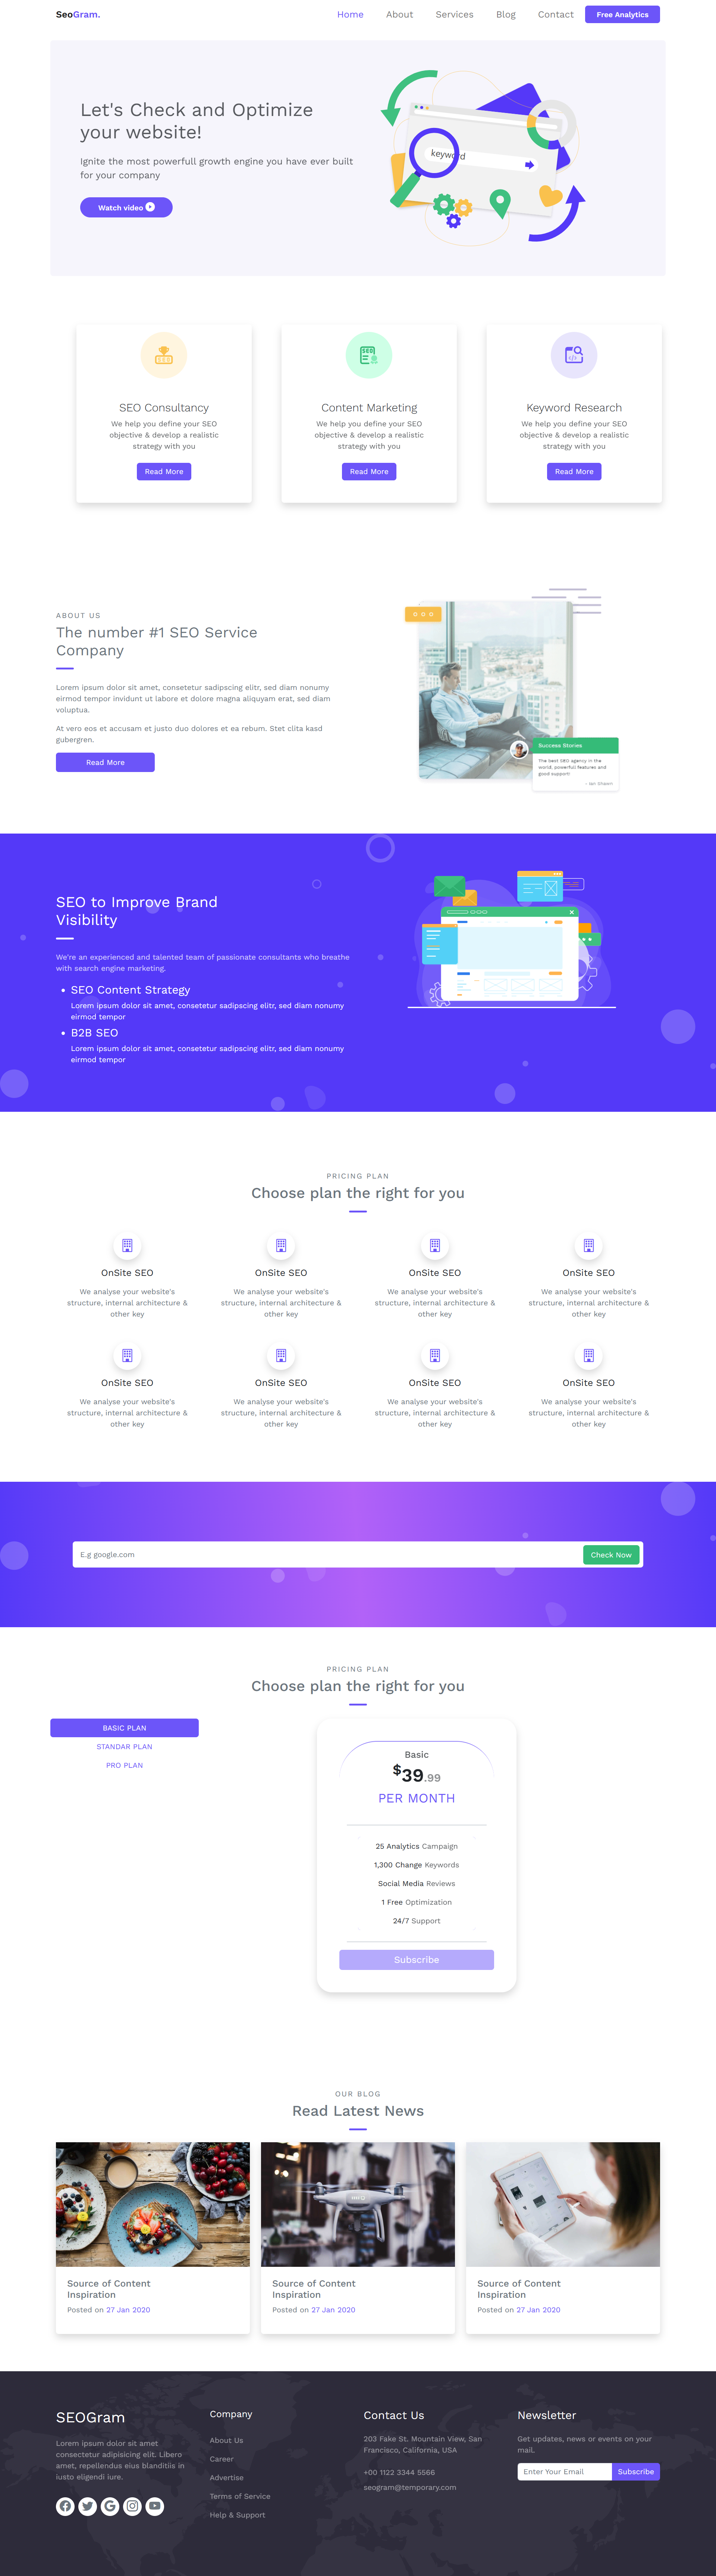 SeoGram.
Home About Services Blog Contact Free Analytics
Let's Check and Optimize
your website!
Ignite the most powerfull growth engine you have ever built
for your company
Watch video
keyword
SEO Consultancy
We help you define your SEO
objective & develop a realistic
strategy with you
Read More
Content Marketing
We help you define your SEO
objective & develop a realistic
strategy with you
Read More
Keyword Research
We help you define your SEO
objective & develop a realistic
strategy with you
Read More
ABOUT US
The number #1 SEO Service
Company
Lorem ipsum dolor sit amet, consetetur sadipscing elitr, sed diam nonumy
eirmod tempor invidunt ut labore et dolore magna aliquyam erat, sed diam
voluptua.
At vero eos et accusam et justo duo dolores et ea rebum. Stet clita kasd
gubergren.
Read More
Success Stories
The best SEO agency in the
world, powerful features and
good support!
- Ian Shawn
SEO to Improve Brand
Visibility
We're an experienced and talented team of passionate consultants who breathe
with search engine marketing.
SEO Content Strategy
Lorem ipsum dolor sit amet, consetetur sadipscing elitr, sed diam nonumy
eirmod tempor
B2B SEO
Lorem ipsum dolor sit amet, consetetur sadipscing elitr, sed diam nonumy
eirmod tempor
PRICING PLAN
Choose plan the right for you
OnSite SEO
We analyse your website's
structure, internal architecture &
other key
OnSite SEO
We analyse your website's
structure, internal architecture &
other key
OnSite SEO
We analyse your website's
structure, internal architecture &
other key
OnSite SEO
We analyse your website's
structure, internal architecture &
other key
OnSite SEO
We analyse your website's
structure, internal architecture &
other key
OnSite SEO
We analyse your website's
structure, internal architecture &
other key
OnSite SEO
We analyse your website's
structure, internal architecture &
other key
OnSite SEO
We analyse your website's
structure, internal architecture &
other key
E.g google.com
Check Now
PRICING PLAN
Choose plan the right for you
BASIC PLAN
STANDAR PLAN
PRO PLAN
Basic
$39.99
PER MONTH
25 Analytics Campaign
1,300 Change Keywords
Social Media Reviews
1 Free Optimization
24/7 Support
Subscribe
OUR BLOG
Read Latest News
Source of Content
Inspiration
Posted on 27 Jan 2020
Source of Content
Inspiration
Posted on 27 Jan 2020
Source of Content
Inspiration
Posted on 27 Jan 2020
SEOGram
Lorem ipsum dolor sit amet
consectetur adipisicing elit. Libero
amet, repellendus eius blanditiis in
iusto eligendi iure.
Company
About Us
Career
Advertise
Terms of Service
Help & Support
Contact Us
203 Fake St. Mountain View, San
Francisco, California, USA
+00 1122 3344 5566
seogram@temporary.com
Newsletter
Get updates, news or events on your
mail.
Enter Your Email
Subscribe